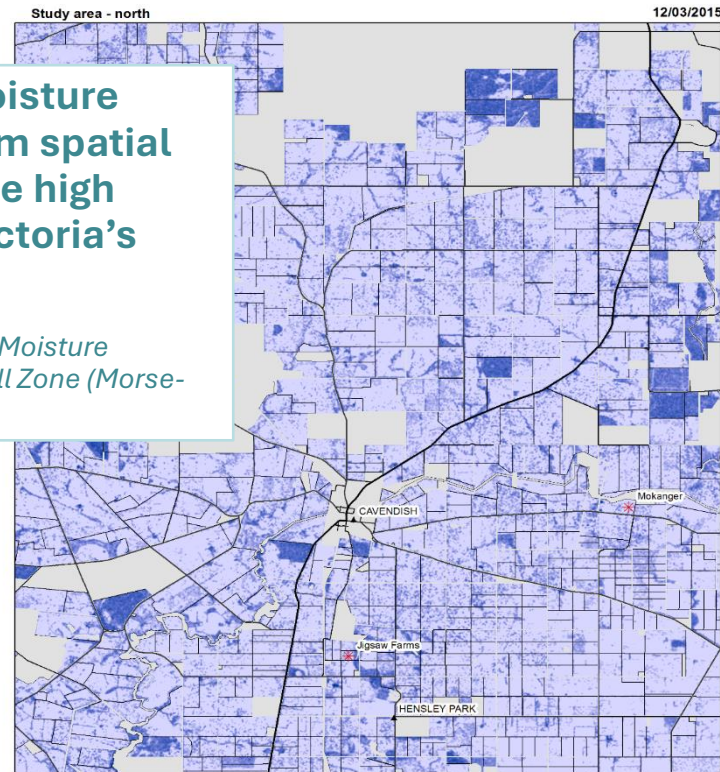 Study area - north
12/03/2015
oisture
m spatial
e high
ctoria's
Moisture
ll Zone (Morse-
Mokanger
CAVENDISH
Jigsaw Farms
HENSLEY PARK